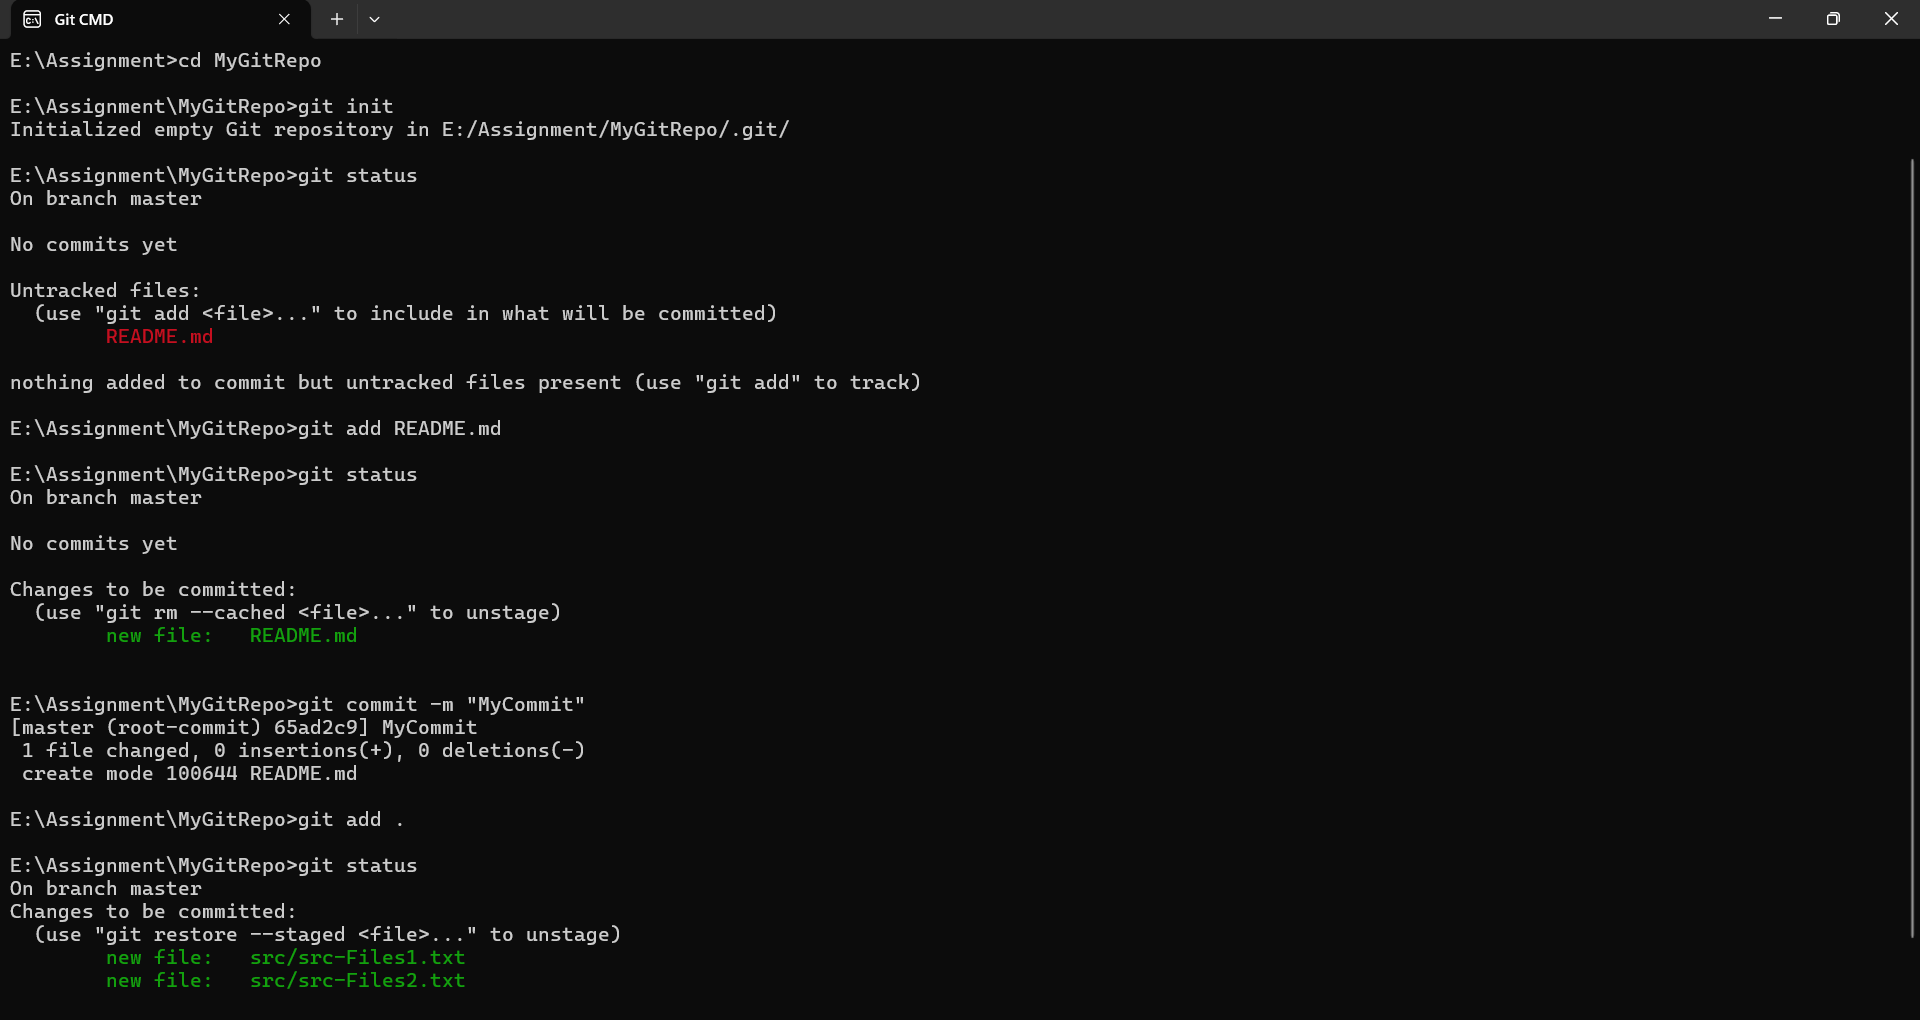 Git CMD
E:\Assignment>cd MyGitRepo
E:\Assignment\MyGitRepo>git init
Initialized empty Git repository in E:/Assignment/MyGitRepo/.git/
E:\Assignment\MyGitRepo>git status
On branch master
No commits yet
Untracked files:
  (use "git add <file>..." to include in what will be committed)
        README.md
nothing added to commit but untracked files present (use "git add" to track)
E:\Assignment\MyGitRepo>git add README.md
E:\Assignment\MyGitRepo>git status
On branch master
No commits yet
Changes to be committed:
  (use "git rm --cached <file>..." to unstage)
        new file:   README.md
E:\Assignment\MyGitRepo>git commit -m "MyCommit"
[master (root-commit) 65ad2c9] MyCommit
 1 file changed, 0 insertions(+), 0 deletions(-)
 create mode 100644 README.md
E:\Assignment\MyGitRepo>git add .
E:\Assignment\MyGitRepo>git status
On branch master
Changes to be committed:
  (use "git restore --staged <file>..." to unstage)
        new file:   src/src-Files1.txt
        new file:   src/src-Files2.txt